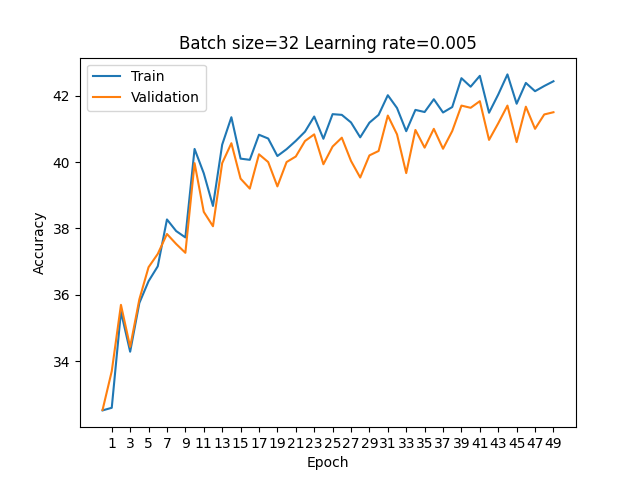 Batch size=32 Learning rate=0.005
Train
Validation
42
40
38
36
34
Accuracy
1 3 5 7 9 11 13 15 17 19 21 23 25 27 29 31 33 35 37 39 41 43 45 47 49
Epoch